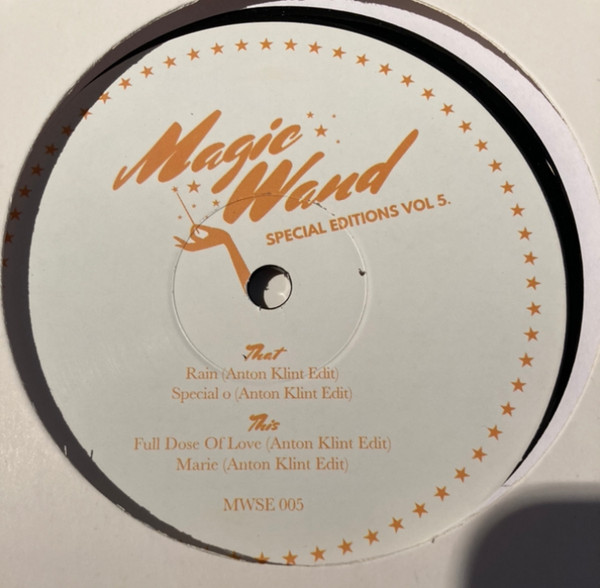 Magic
Wand
SPECIAL EDITIONS VOL 5.
That
Rain (Anton Klint Edit)
Special o (Anton Klint Edit)
This
Full Dose Of Love (Anton Klint Edit)
Marie (Anton Klint Edit)
MWSE 005